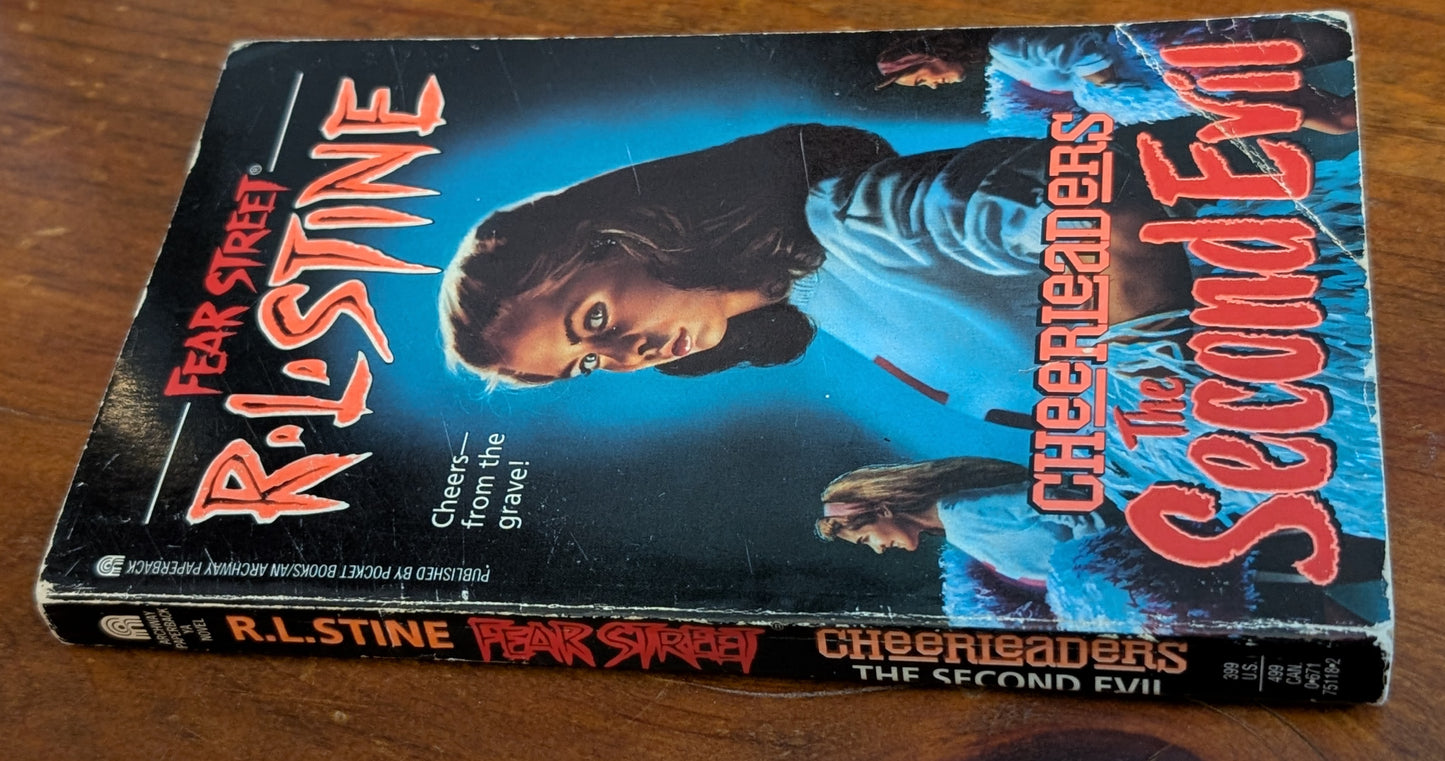 FEAR STREET®
R•L•STINE
Cheers—
from the
grave!
CHEERLEADERS
The
Second Evil
PUBLISHED BY POCKET BOOKS/AN ARCHWAY PAPERBACK
ARCHWAY
PAPERBACK
YA
NOVEL
R.L.STINE
FEAR STREET
CHEERLEADERS
THE SECOND EVIL
399
U.S.
499
CAN.
0•671
75118•2